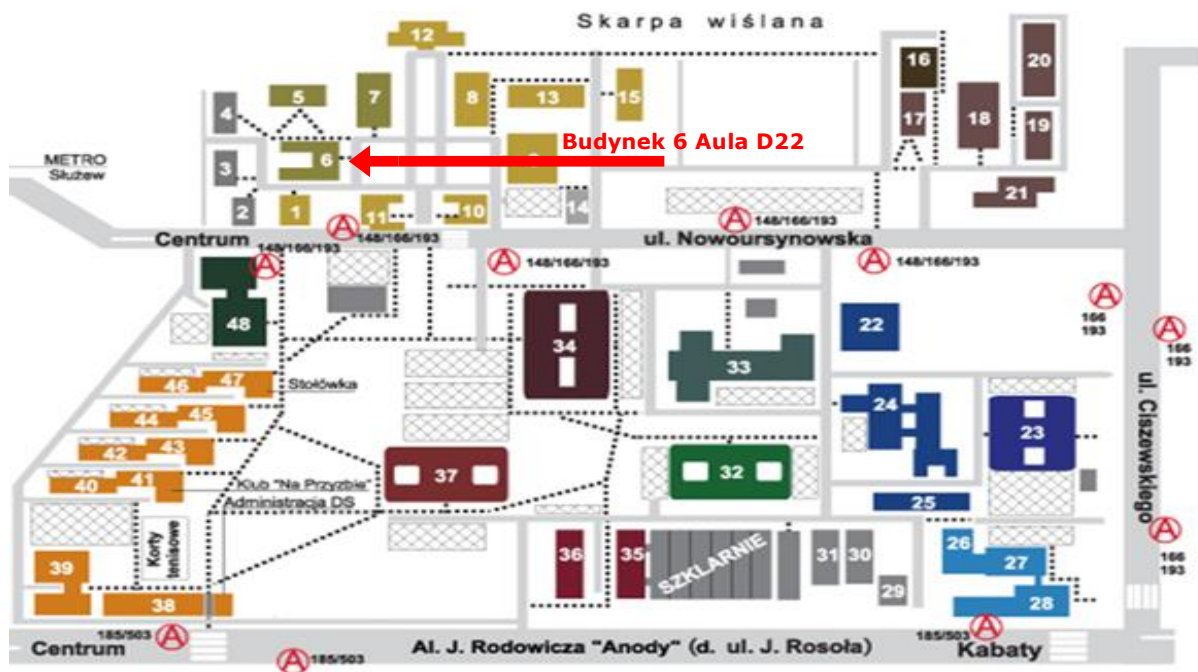 Skarpa wiślana
12
16
20
4
5
7
8
13
15
17
18
19
Budynek 6 Aula D22
METRO
Służew
3
6
21
2
1
11
10
14
148/166/193
Centrum
148/166/193
148/166/193
ul. Nowoursynowska
148/166/193
148/166/193
A
A
A
A
A
A
166
193
A
166
193
48
34
22
33
46
47
Stołówka
44
45
24
23
42
43
37
32
ul. Ciszewskiego
40
41
Klub "Na Przyzbie"
Administracja DS
25
Korty
tenisowe
36
35
SZKLARNIE
31
30
29
26
27
28
A
166
193
39
38
185/503
A
185/503
A
Centrum
A
185/503
Al. J. Rodowicza "Anody" (d. ul. J. Rosoła)
Kabaty